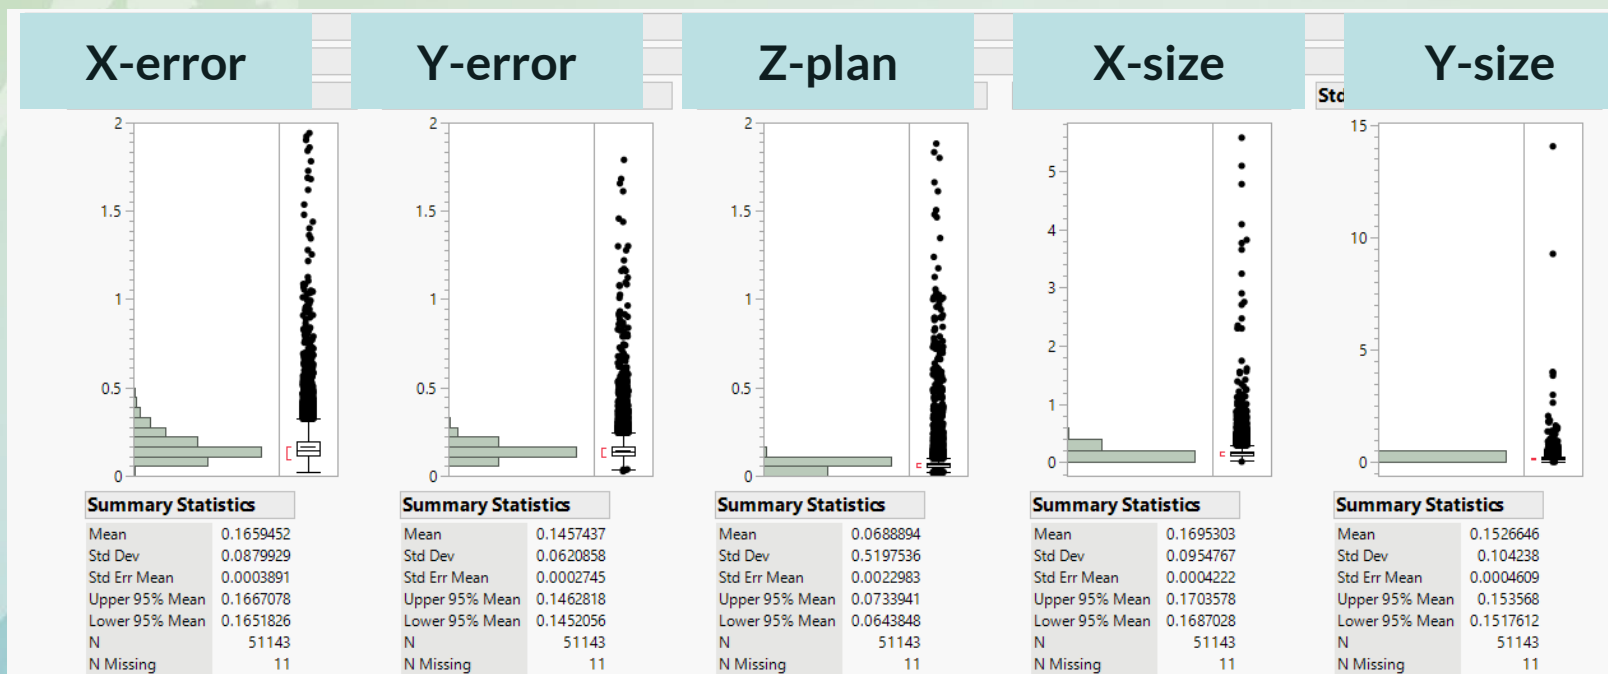 X-error Y-error Z-plan X-size Y-size
Std
2 2 2 15
5
1.5 1.5 1.5
4 10
1 1 1 3
2 5
0.5 0.5 0.5
1
0 0 0 0 0
Summary Statistics Summary Statistics Summary Statistics Summary Statistics Summary Statistics
Mean 0.1659452 Mean 0.1457437 Mean 0.0688894 Mean 0.1695303 Mean 0.1526646
Std Dev 0.0879929 Std Dev 0.0620858 Std Dev 0.5197536 Std Dev 0.0954767 Std Dev 0.104238
Std Err Mean 0.0003891 Std Err Mean 0.0002745 Std Err Mean 0.0022983 Std Err Mean 0.0004222 Std Err Mean 0.0004609
Upper 95% Mean 0.1667078 Upper 95% Mean 0.1462818 Upper 95% Mean 0.0733941 Upper 95% Mean 0.1703578 Upper 95% Mean 0.153568
Lower 95% Mean 0.1651826 Lower 95% Mean 0.1452056 Lower 95% Mean 0.0643848 Lower 95% Mean 0.1687028 Lower 95% Mean 0.1517612
N 51143 N 51143 N 51143 N 51143 N 51143
N Missing 11 N Missing 11 N Missing 11 N Missing 11 N Missing 11